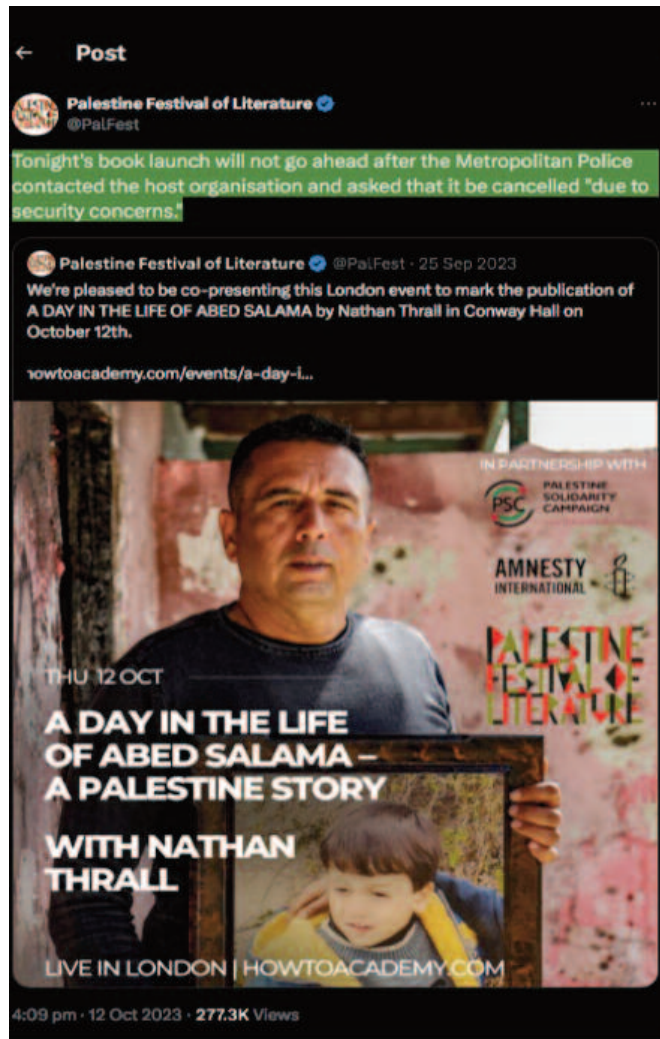 Post
Palestine Festival of Literature
@PalFest
Tonight's book launch will not go ahead after the Metropolitan Police
contacted the host organisation and asked that it be cancelled "due to
security concerns."
Palestine Festival of Literature @PalFest · 25 Sep 2023
We're pleased to be co-presenting this London event to mark the publication of
A DAY IN THE LIFE OF ABED SALAMA by Nathan Thrall in Conway Hall on
October 12th.
howtoacademy.com/events/a-day-i...
IN PARTNERSHIP WITH
PSC
PALESTINE
SOLIDARITY
CAMPAIGN
AMNESTY
INTERNATIONAL
PALESTINE
FESTIVAL OF
LITERATURE
THU 12 OCT
A DAY IN THE LIFE
OF ABED SALAMA –
A PALESTINE STORY
WITH NATHAN
THRALL
LIVE IN LONDON | HOWTOACADEMY.COM
4:09 pm · 12 Oct 2023 · 277.3K Views